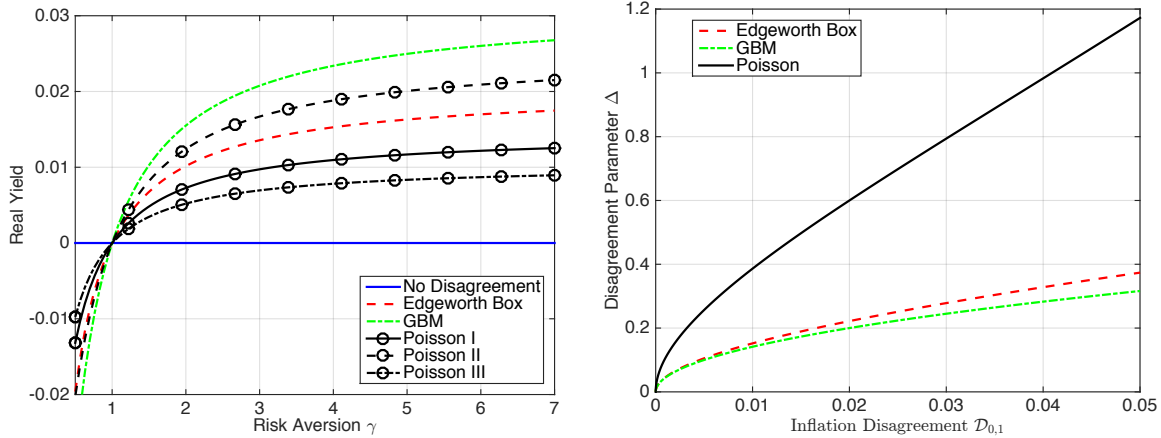 0.03
0.02
0.01
0
-0.01
-0.02
Real Yield
1 2 3 4 5 6 7
Risk Aversion γ
No Disagreement
Edgeworth Box
GBM
Poisson I
Poisson II
Poisson III
1.2
1
0.8
0.6
0.4
0.2
0
Disagreement Parameter Δ
0 0.01 0.02 0.03 0.04 0.05
Inflation Disagreement 𝒟0,1
Edgeworth Box
GBM
Poisson